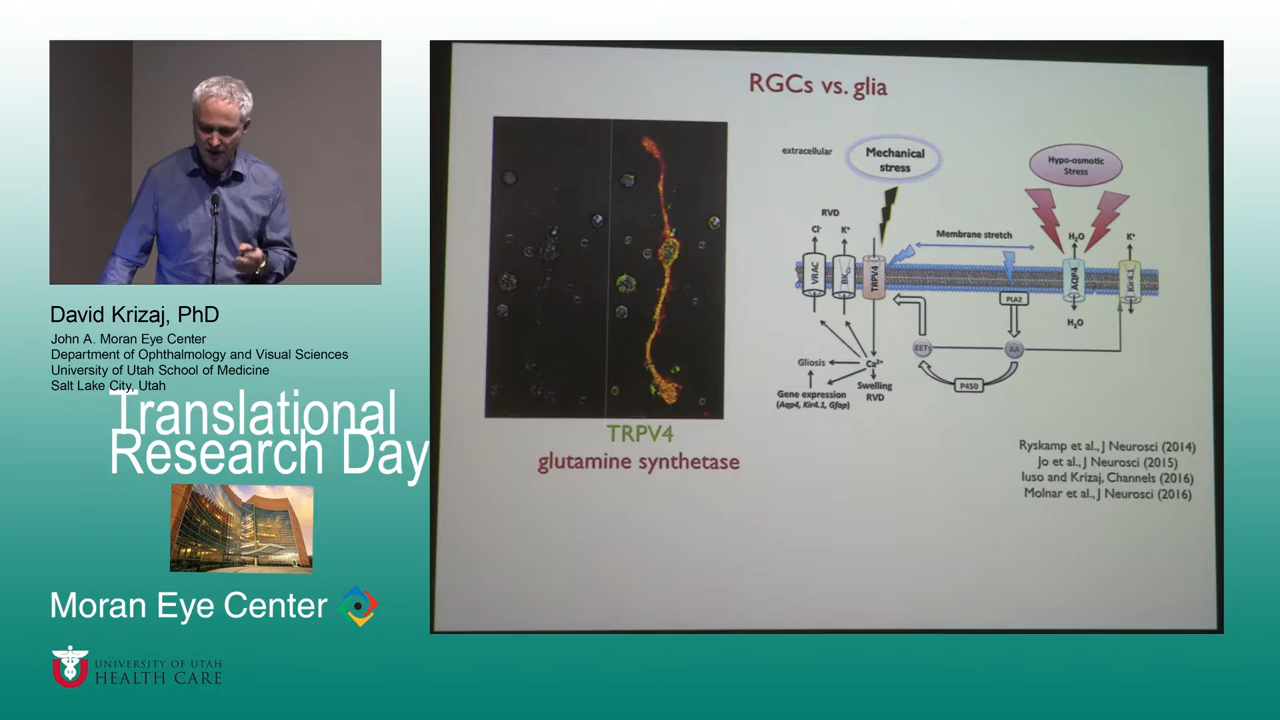 David Krizaj, PhD
John A. Moran Eye Center
Department of Ophthalmology and Visual Sciences
University of Utah School of Medicine
Salt Lake City, Utah
Translational
Research Day
Moran Eye Center
UNIVERSITY OF UTAH
HEALTH CARE
RGCs vs. glia
extracellular
Mechanical
stress
Hypo-osmotic
Stress
RVD
Cl-
K+
Membrane stretch
H2O
K+
VRAC
BKCa
TRPV4
AQP4
Kir4.1
PLA2
H2O
EETs
AA
P450
Gliosis
Ca2+
Swelling
RVD
Gene expression
(Aqp4, Kir4.1, Gfap)
TRPV4
glutamine synthetase
Ryskamp et al., J Neurosci (2014)
Jo et al., J Neurosci (2015)
Iuso and Krizaj, Channels (2016)
Molnar et al., J Neurosci (2016)